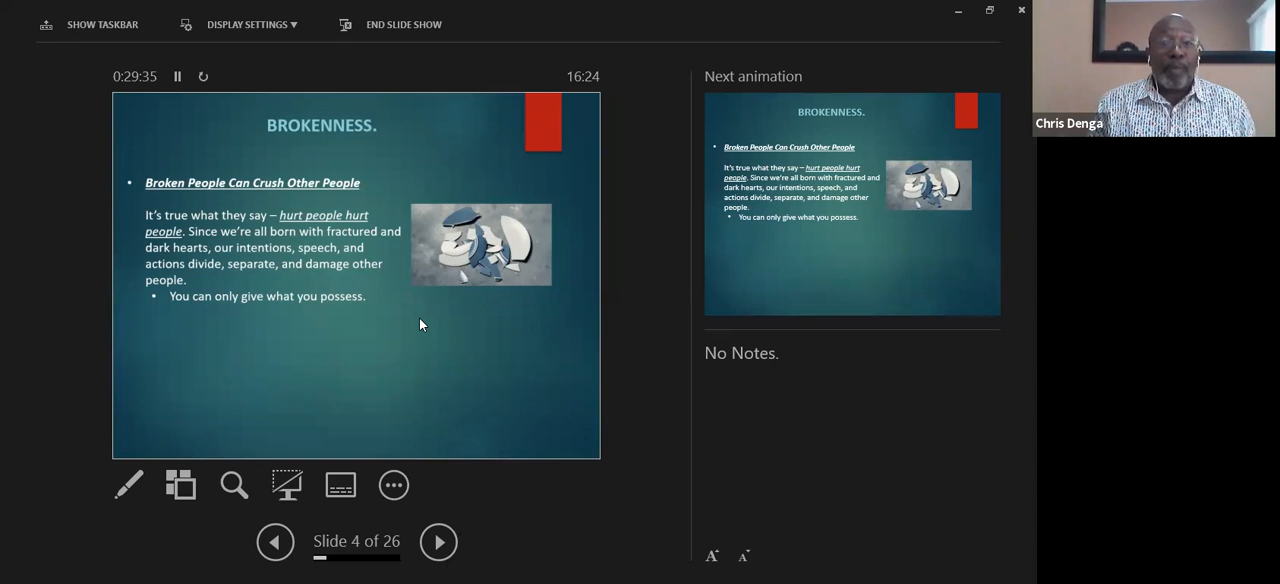 SHOW TASKBAR
DISPLAY SETTINGS ▼
END SLIDE SHOW
0:29:35
16:24
BROKENNESS.
• Broken People Can Crush Other People
It's true what they say – hurt people hurt
people. Since we're all born with fractured and
dark hearts, our intentions, speech, and
actions divide, separate, and damage other
people.
• You can only give what you possess.
Slide 4 of 26
Next animation
BROKENNESS.
• Broken People Can Crush Other People
It's true what they say – hurt people hurt
people. Since we're all born with fractured and
dark hearts, our intentions, speech, and
actions divide, separate, and damage other
people.
• You can only give what you possess.
No Notes.
A
A
Chris Denga